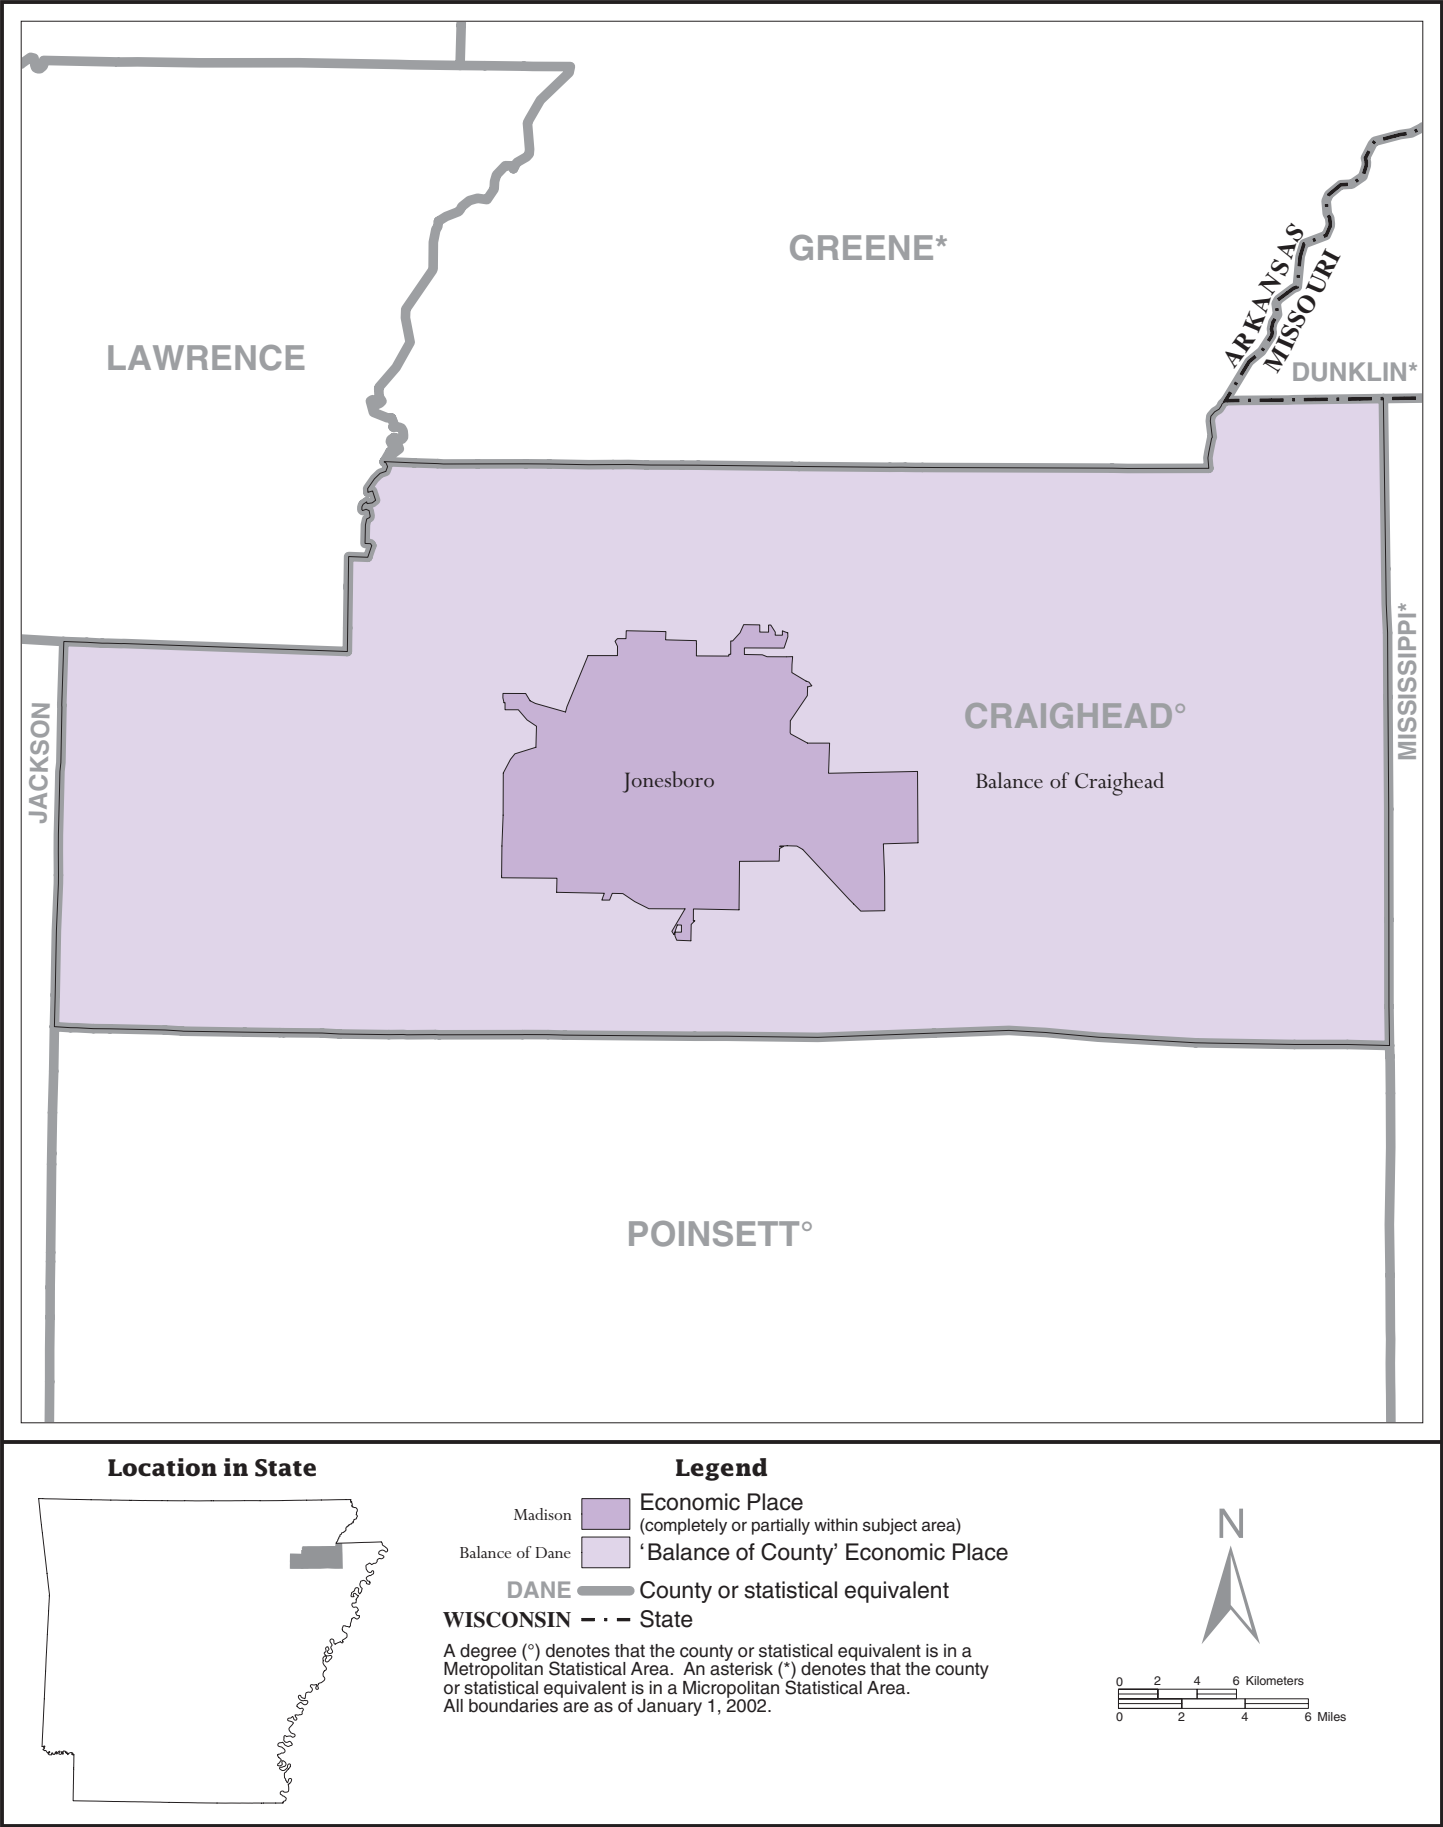 GREENE*
ARKANSAS
MISSOURI
LAWRENCE
DUNKLIN*
MISSISSIPPI*
JACKSON
CRAIGHEAD°
Jonesboro
Balance of Craighead
POINSETT°
Location in State
Legend
Madison
Economic Place
(completely or partially within subject area)
Balance of Dane
‘Balance of County’ Economic Place
DANE
County or statistical equivalent
WISCONSIN
State
A degree (°) denotes that the county or statistical equivalent is in a
Metropolitan Statistical Area.  An asterisk (*) denotes that the county
or statistical equivalent is in a Micropolitan Statistical Area.
All boundaries are as of January 1, 2002.
N
0 2 4 6 Kilometers
0 2 4 6 Miles